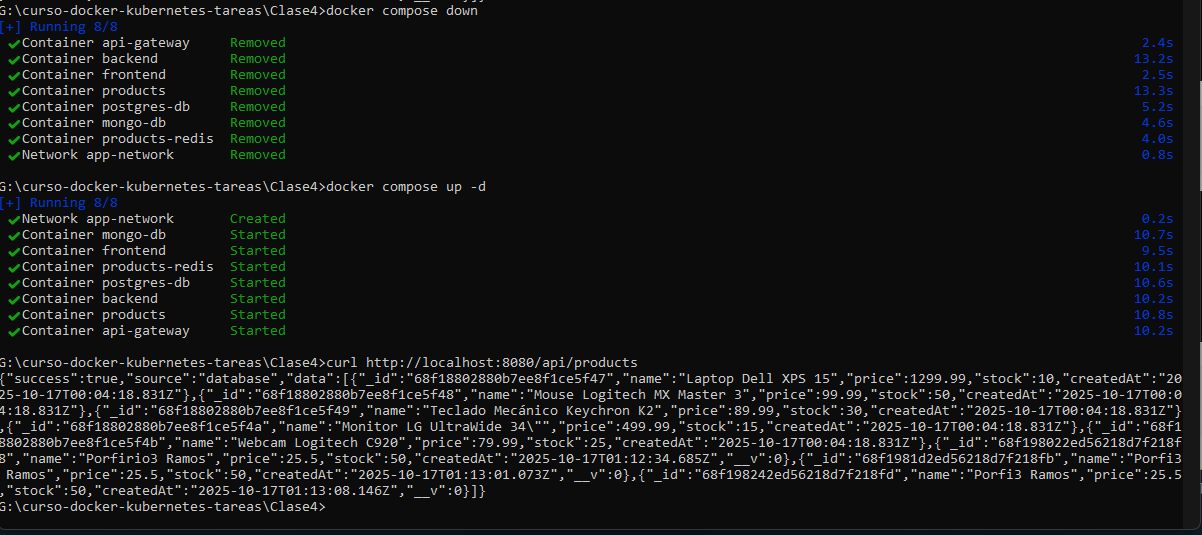 G:\curso-docker-kubernetes-tareas\Clase4>docker compose down
[+] Running 8/8
✔Container api-gateway Removed 2.4s
✔Container backend Removed 13.2s
✔Container frontend Removed 2.5s
✔Container products Removed 13.3s
✔Container postgres-db Removed 5.2s
✔Container mongo-db Removed 4.6s
✔Container products-redis Removed 4.0s
✔Network app-network Removed 0.8s
G:\curso-docker-kubernetes-tareas\Clase4>docker compose up -d
[+] Running 8/8
✔Network app-network Created 0.2s
✔Container mongo-db Started 10.7s
✔Container frontend Started 9.5s
✔Container products-redis Started 10.1s
✔Container postgres-db Started 10.6s
✔Container backend Started 10.2s
✔Container products Started 10.8s
✔Container api-gateway Started 10.2s
G:\curso-docker-kubernetes-tareas\Clase4>curl http://localhost:8080/api/products
{"success":true,"source":"database","data":[{"_id":"68f18802880b7ee8f1ce5f47","name":"Laptop Dell XPS 15","price":1299.99,"stock":10,"createdAt":"20
25-10-17T00:04:18.831Z"},{"_id":"68f18802880b7ee8f1ce5f48","name":"Mouse Logitech MX Master 3","price":99.99,"stock":50,"createdAt":"2025-10-17T00:0
4:18.831Z"},{"_id":"68f18802880b7ee8f1ce5f49","name":"Teclado Mecánico Keychron K2","price":89.99,"stock":30,"createdAt":"2025-10-17T00:04:18.831Z"}
,{"_id":"68f18802880b7ee8f1ce5f4a","name":"Monitor LG UltraWide 34\"","price":499.99,"stock":15,"createdAt":"2025-10-17T00:04:18.831Z"},{"_id":"68f1
8802880b7ee8f1ce5f4b","name":"Webcam Logitech C920","price":79.99,"stock":25,"createdAt":"2025-10-17T00:04:18.831Z"},{"_id":"68f198022ed56218d7f218f
8","name":"Porfirio3 Ramos","price":25.5,"stock":50,"createdAt":"2025-10-17T01:12:34.685Z","__v":0},{"_id":"68f1981d2ed56218d7f218fb","name":"Porfi3
 Ramos","price":25.5,"stock":50,"createdAt":"2025-10-17T01:13:01.073Z","__v":0},{"_id":"68f198242ed56218d7f218fd","name":"Porfi3 Ramos","price":25.5
,"stock":50,"createdAt":"2025-10-17T01:13:08.146Z","__v":0}]}
G:\curso-docker-kubernetes-tareas\Clase4>